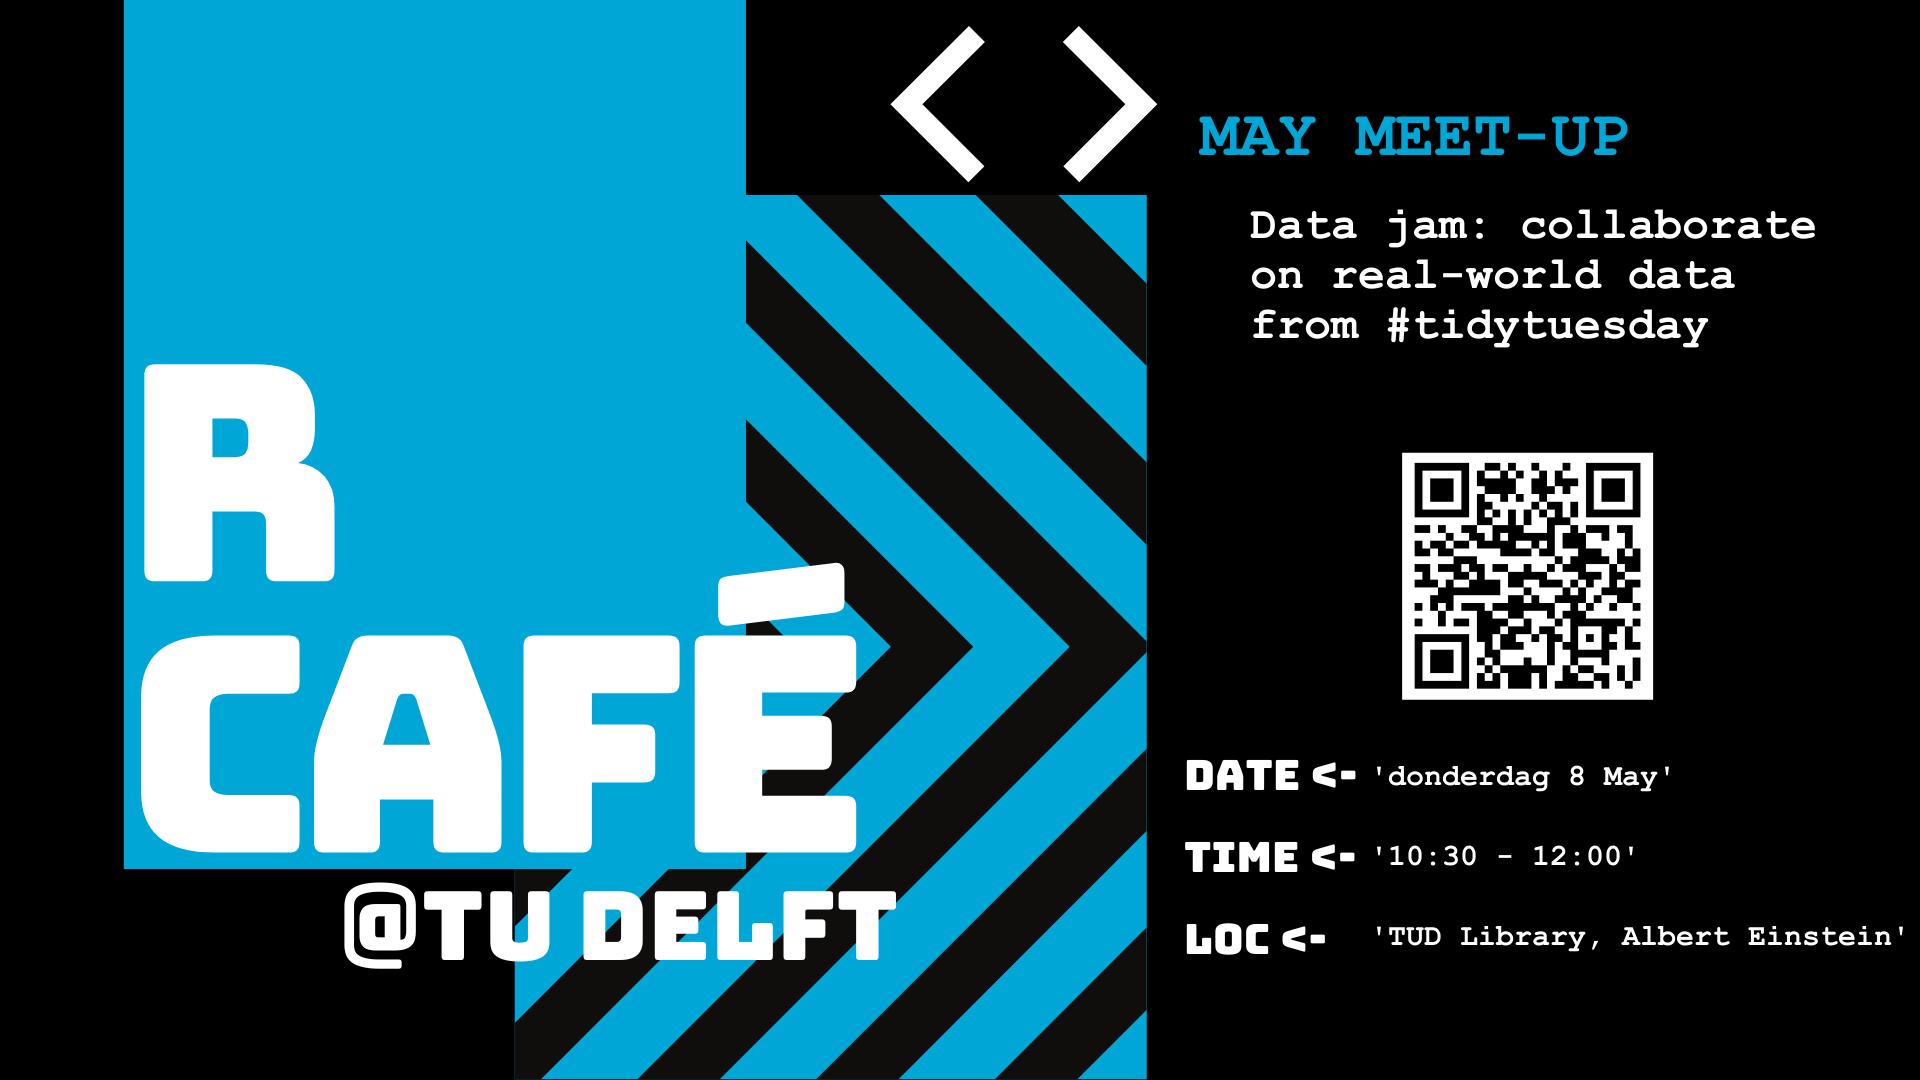 R
CAFÉ
@TU DELFT
< >
MAY MEET-UP
Data jam: collaborate
on real-world data
from #tidytuesday
DATE <- 'donderdag 8 May'
TIME <- '10:30 - 12:00'
LOC <- 'TUD Library, Albert Einstein'